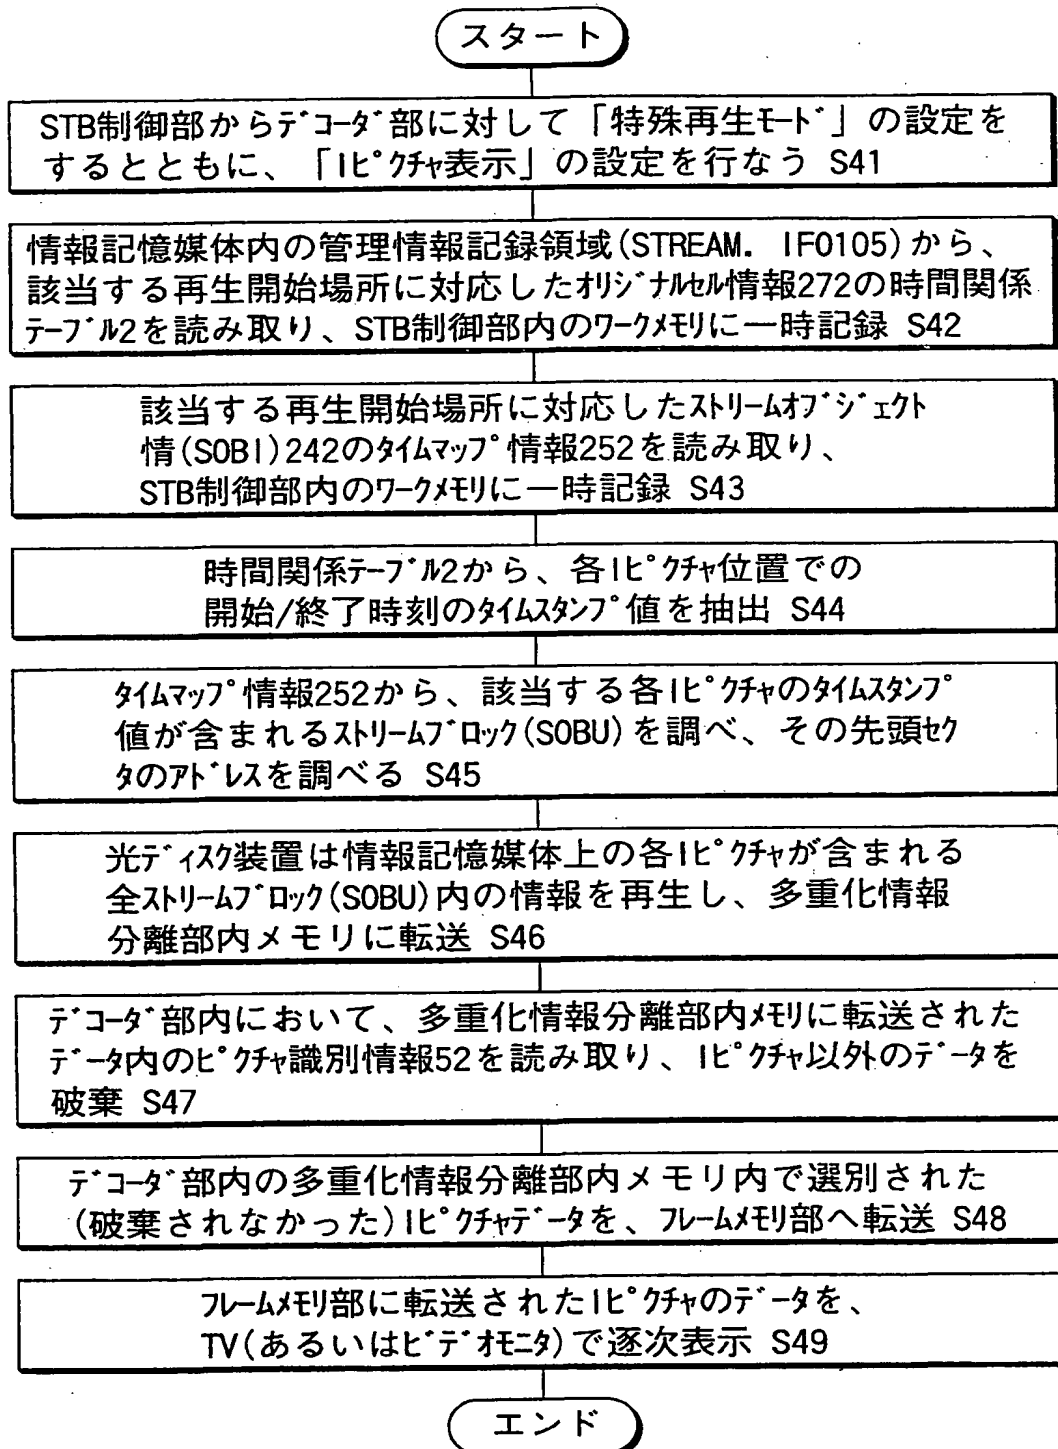 スタート
STB制御部からデコーダ部に対して「特殊再生モード」の設定を
するとともに、「Iピクチャ表示」の設定を行なう S41
情報記憶媒体内の管理情報記録領域(STREAM. IFO105)から、
該当する再生開始場所に対応したオリジナルセル情報272の時間関係
テーブル2を読み取り、STB制御部内のワークメモリに一時記録 S42
該当する再生開始場所に対応したストリームオブジェクト
情(SOBI)242のタイムマップ情報252を読み取り、
STB制御部内のワークメモリに一時記録 S43
時間関係テーブル2から、各Iピクチャ位置での
開始/終了時刻のタイムスタンプ値を抽出 S44
タイムマップ情報252から、該当する各Iピクチャのタイムスタンプ
値が含まれるストリームブロック(SOBU)を調べ、その先頭セク
タのアドレスを調べる S45
光ディスク装置は情報記憶媒体上の各Iピクチャが含まれる
全ストリームブロック(SOBU)内の情報を再生し、多重化情報
分離部内メモリに転送 S46
デコーダ部内において、多重化情報分離部内メモリに転送された
データ内のピクチャ識別情報52を読み取り、Iピクチャ以外のデータを
破棄 S47
デコーダ部内の多重化情報分離部内メモリ内で選別された
(破棄されなかった)Iピクチャデータを、フレームメモリ部へ転送 S48
フレームメモリ部に転送されたIピクチャのデータを、
TV(あるいはビデオモニタ)で逐次表示 S49
エンド